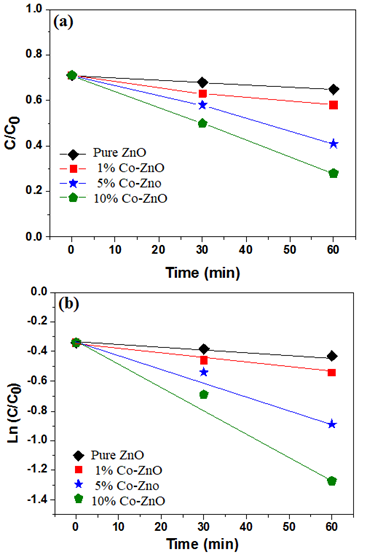 (a)
C/C0
1.0
0.8
0.6
0.4
0.2
0.0
Pure ZnO
1% Co-ZnO
5% Co-Zno
10% Co-ZnO
0 10 20 30 40 50 60
Time (min)
(b)
Ln (C/C0)
0.0
-0.2
-0.4
-0.6
-0.8
-1.0
-1.2
-1.4
Pure ZnO
1% Co-ZnO
5% Co-Zno
10% Co-ZnO
0 10 20 30 40 50 60
Time (min)